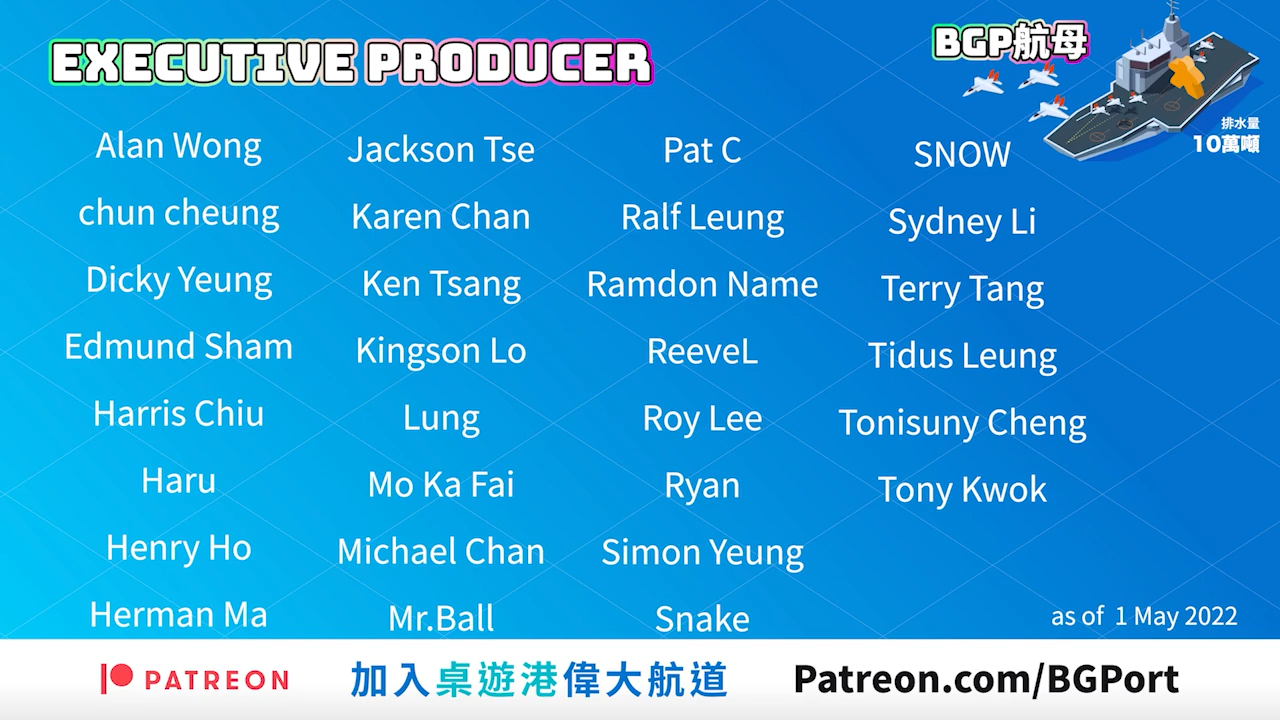 EXECUTIVE PRODUCER
BGP航母
排水量
10萬噸
Alan Wong
chun cheung
Dicky Yeung
Edmund Sham
Harris Chiu
Haru
Henry Ho
Herman Ma
Jackson Tse
Karen Chan
Ken Tsang
Kingson Lo
Lung
Mo Ka Fai
Michael Chan
Mr.Ball
Pat C
Ralf Leung
Ramdon Name
ReeveL
Roy Lee
Ryan
Simon Yeung
Snake
SNOW
Sydney Li
Terry Tang
Tidus Leung
Tonisuny Cheng
Tony Kwok
as of 1 May 2022
PATREON
加入桌遊港偉大航道
Patreon.com/BGPort